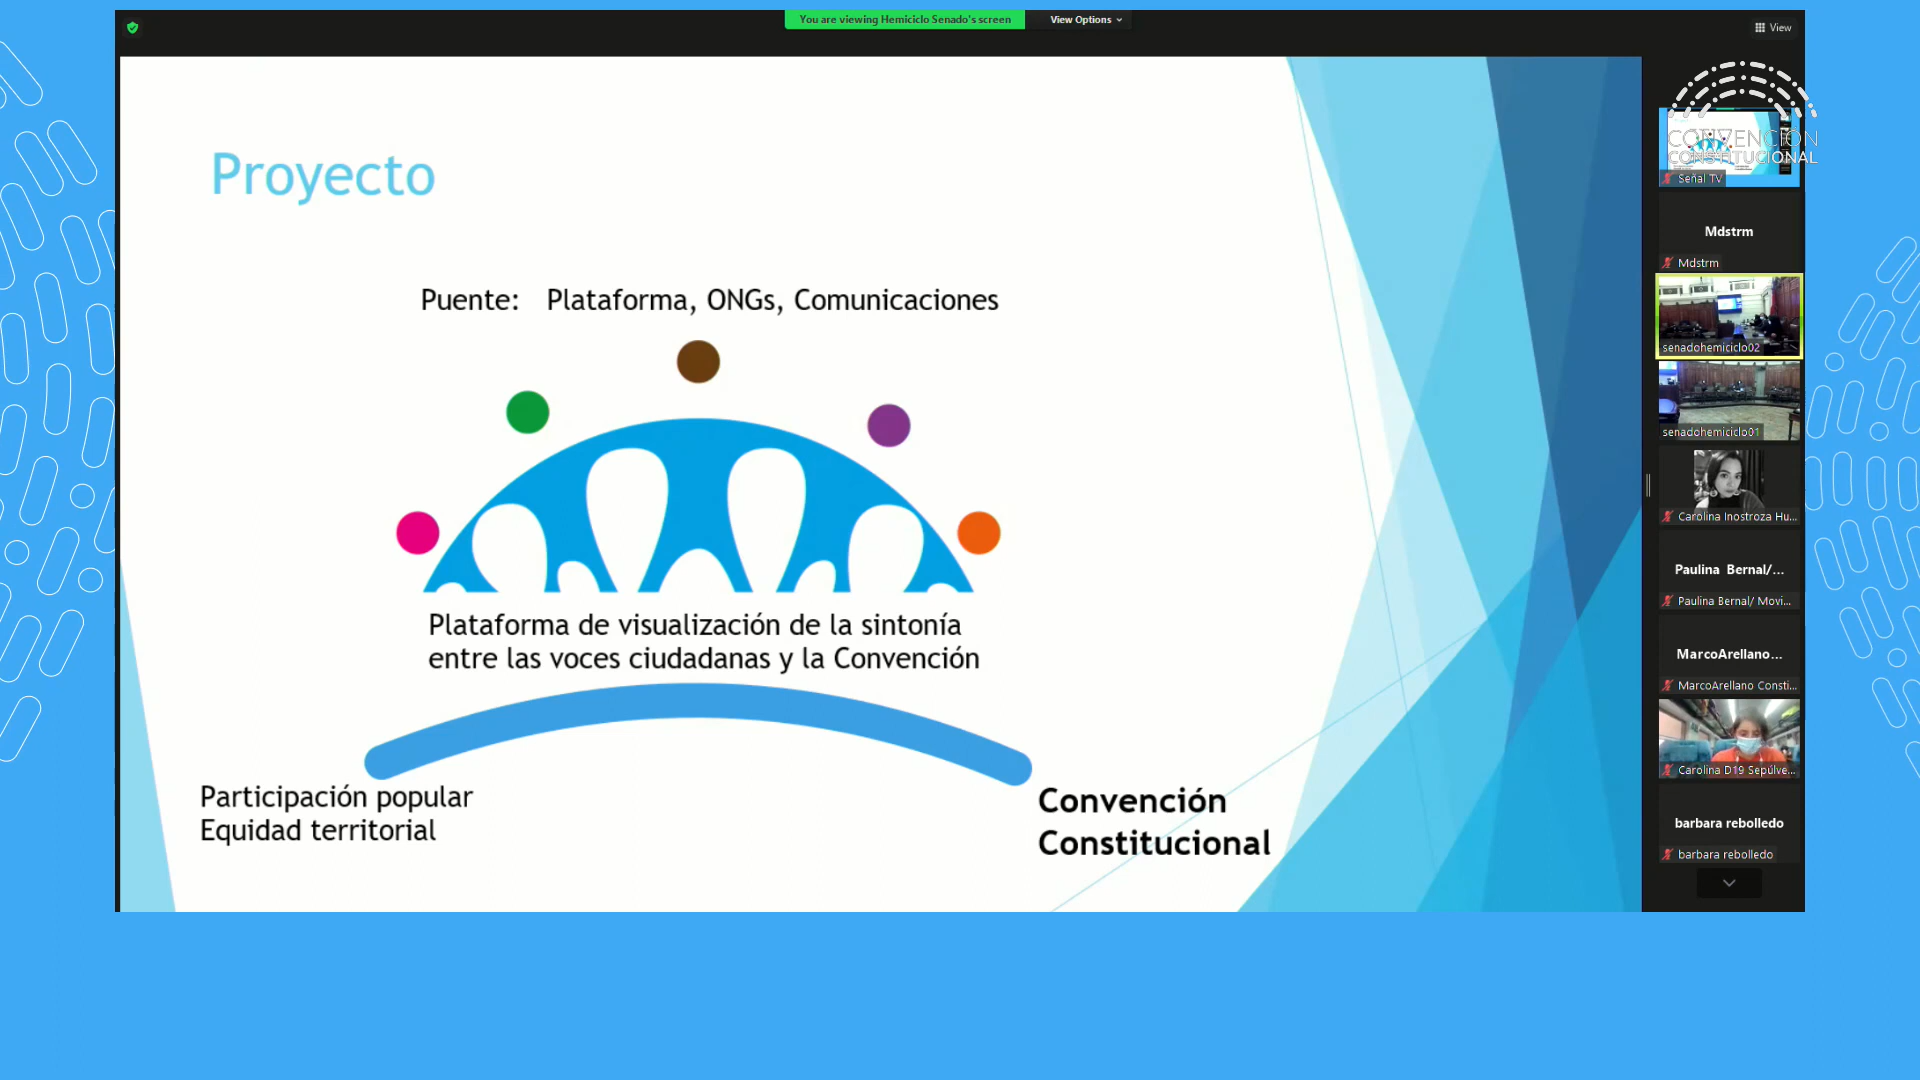 You are viewing Hemiciclo Senado's screen
View Options
View
Proyecto
Puente: Plataforma, ONGs, Comunicaciones
Plataforma de visualización de la sintonía
entre las voces ciudadanas y la Convención
Participación popular
Equidad territorial
Convención
Constitucional
CONVENCIÓN
CONSTITUCIONAL
Señal TV
Mdstrm
Mdstrm
senadohemiciclo02
senadohemiciclo01
Carolina Inostroza Hu...
Paulina Bernal/...
Paulina Bernal/ Movi...
MarcoArellano...
MarcoArellano Consti...
Carolina D19 Sepúlve...
barbara rebolledo
barbara rebolledo